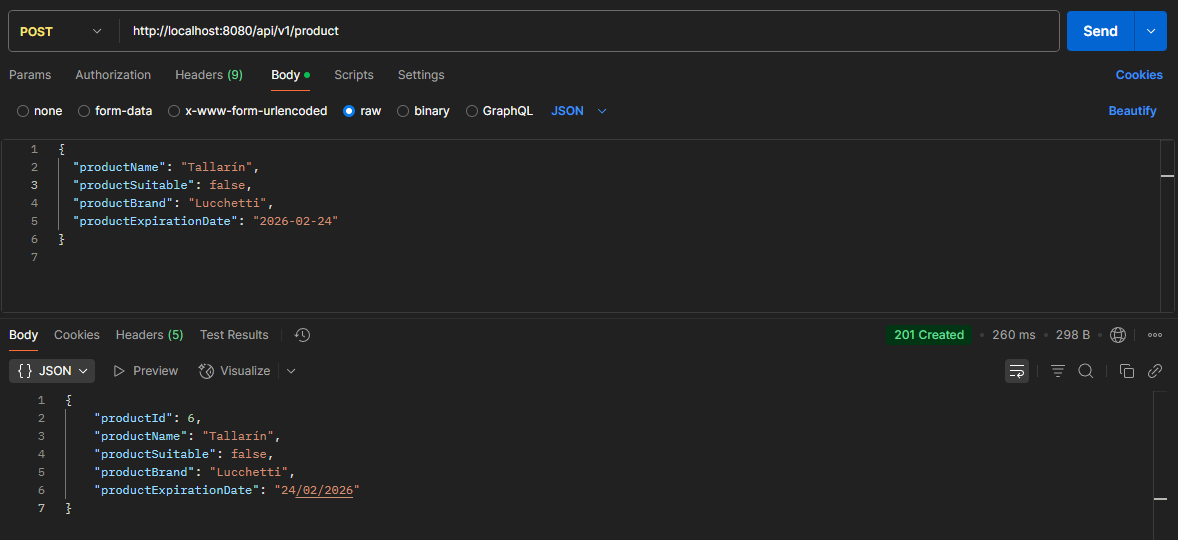 POST http://localhost:8080/api/v1/product Send
Params Authorization Headers (9) Body Scripts Settings Cookies
none form-data x-www-form-urlencoded raw binary GraphQL JSON Beautify
1 {
2 "productName": "Tallarín",
3 "productSuitable": false,
4 "productBrand": "Lucchetti",
5 "productExpirationDate": "2026-02-24"
6 }
7
Body Cookies Headers (5) Test Results 201 Created 260 ms 298 B
{} JSON Preview Visualize
1 {
2 "productId": 6,
3 "productName": "Tallarín",
4 "productSuitable": false,
5 "productBrand": "Lucchetti",
6 "productExpirationDate": "24/02/2026"
7 }